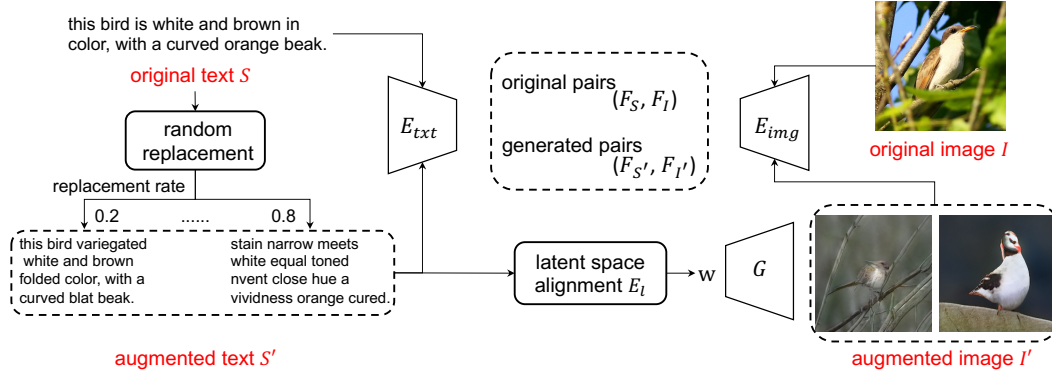 this bird is white and brown in
color, with a curved orange beak.
original text S
random
replacement
replacement rate
0.2 ...... 0.8
this bird variegated
white and brown
folded color, with a
curved blat beak.
stain narrow meets
white equal toned
nvent close hue a
vividness orange cured.
augmented text S′
E_txt
original pairs
(F_S, F_I)
generated pairs
(F_S′, F_I′)
E_img
original image I
latent space
alignment E_l
w
G
augmented image I′